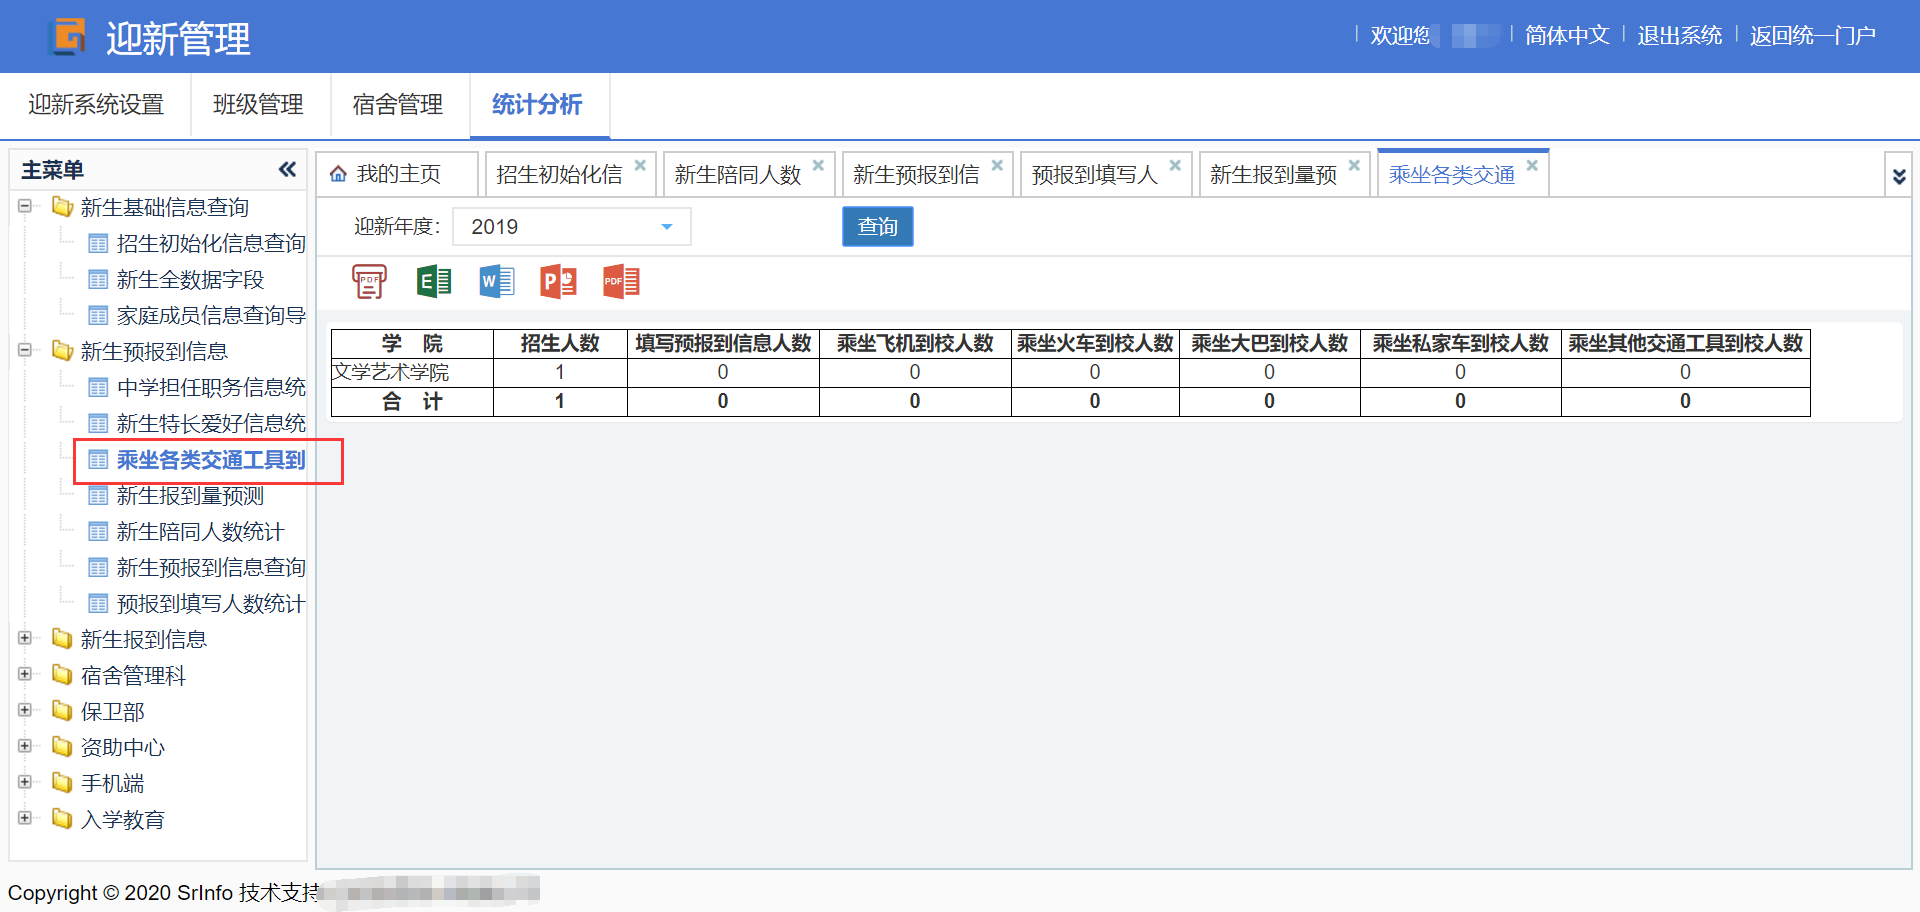 迎新管理
欢迎您
简体中文
退出系统
返回统一门户
迎新系统设置
班级管理
宿舍管理
统计分析
主菜单
新生基础信息查询
招生初始化信息查询
新生全数据字段
家庭成员信息查询导
新生预报到信息
中学担任职务信息统
新生特长爱好信息统
乘坐各类交通工具到
新生报到量预测
新生陪同人数统计
新生预报到信息查询
预报到填写人数统计
新生报到信息
宿舍管理科
保卫部
资助中心
手机端
入学教育
我的主页
招生初始化信
新生陪同人数
新生预报到信
预报到填写人
新生报到量预
乘坐各类交通
迎新年度: 2019
查询
PDF
E
W
P
PDF
学 院 招生人数 填写预报到信息人数 乘坐飞机到校人数 乘坐火车到校人数 乘坐大巴到校人数 乘坐私家车到校人数 乘坐其他交通工具到校人数
文学艺术学院 1 0 0 0 0 0 0
合 计 1 0 0 0 0 0 0
Copyright © 2020 SrInfo 技术支持